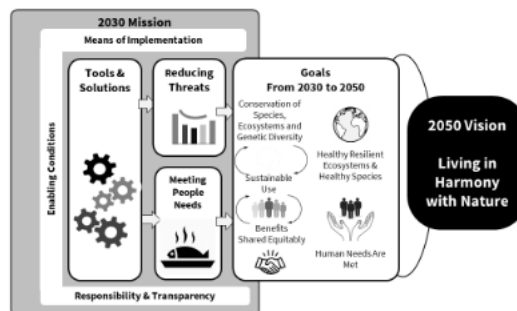 2030 Mission
Means of Implementation
Enabling Conditions
Tools &
Solutions
Reducing
Threats
Meeting
People
Needs
Responsibility & Transparency
Goals
From 2030 to 2050
Conservation of
Species,
Ecosystems and
Genetic Diversity
Sustainable
Use
Benefits
Shared Equitably
Healthy Resilient
Ecosystems &
Healthy Species
Human Needs Are
Met
2050 Vision
Living in
Harmony
with Nature